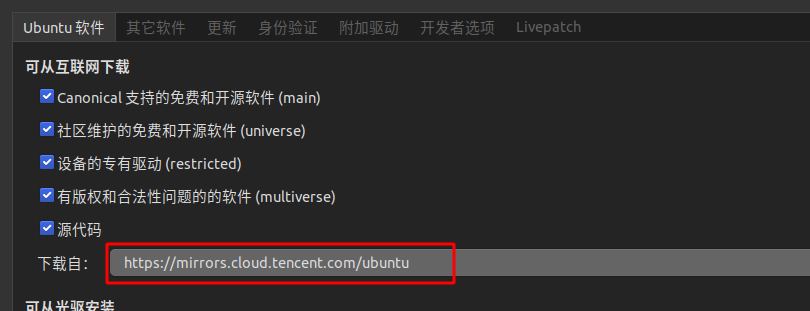 Ubuntu 软件 其它软件 更新 身份验证 附加驱动 开发者选项 Livepatch
可从互联网下载
Canonical 支持的免费和开源软件 (main)
社区维护的免费和开源软件 (universe)
设备的专有驱动 (restricted)
有版权和合法性问题的的软件 (multiverse)
源代码
下载自： https://mirrors.cloud.tencent.com/ubuntu
可从光驱安装